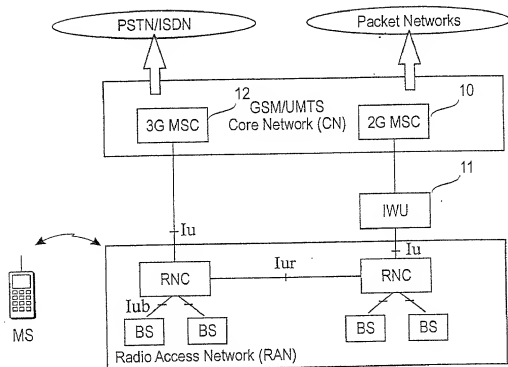 PSTN/ISDN
Packet Networks
12
10
GSM/UMTS
Core Network (CN)
3G MSC
2G MSC
11
IWU
Iu
Iu
RNC
Iur
RNC
Iub
BS
BS
BS
BS
MS
Radio Access Network (RAN)